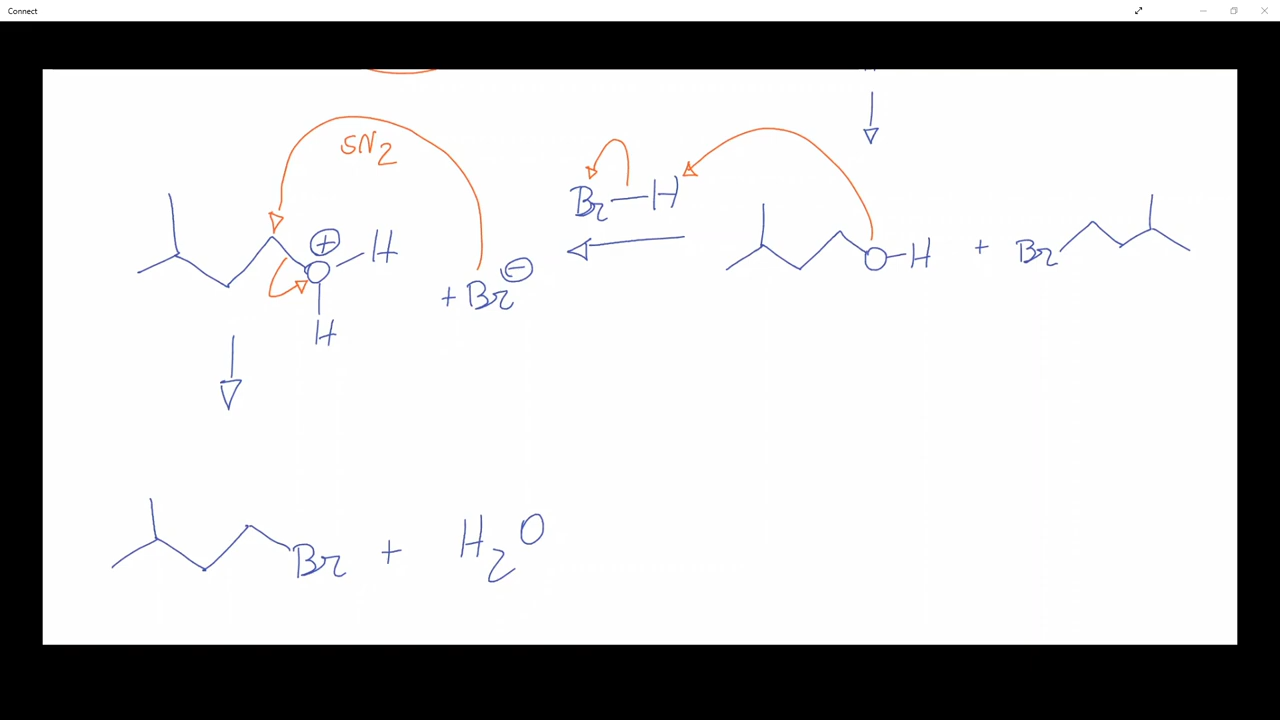 Connect
SN2
Br—H
⊕
H
O
H
+ Br ⊖
O-H + Br
Br + H2O